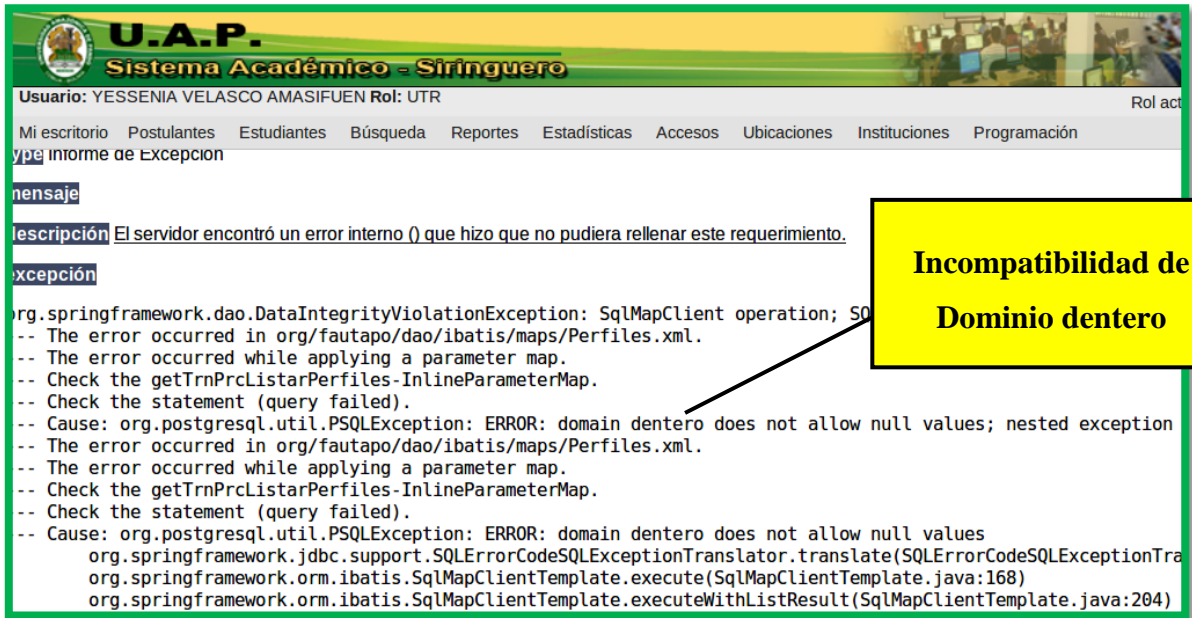 U.A.P.
Sistema Académico - Siringuero
Usuario: YESSENIA VELASCO AMASIFUEN Rol: UTR
Rol act
Mi escritorio Postulantes Estudiantes Búsqueda Reportes Estadísticas Accesos Ubicaciones Instituciones Programación
ype Informe de Excepción
mensaje
descripción El servidor encontró un error interno () que hizo que no pudiera rellenar este requerimiento.
excepción
Incompatibilidad de
Dominio dentero
org.springframework.dao.DataIntegrityViolationException: SqlMapClient operation; SQ
--- The error occurred in org/fautapo/dao/ibatis/maps/Perfiles.xml.
--- The error occurred while applying a parameter map.
--- Check the getTrnPrcListarPerfiles-InlineParameterMap.
--- Check the statement (query failed).
--- Cause: org.postgresql.util.PSQLException: ERROR: domain dentero does not allow null values; nested exception
--- The error occurred in org/fautapo/dao/ibatis/maps/Perfiles.xml.
--- The error occurred while applying a parameter map.
--- Check the getTrnPrcListarPerfiles-InlineParameterMap.
--- Check the statement (query failed).
--- Cause: org.postgresql.util.PSQLException: ERROR: domain dentero does not allow null values
org.springframework.jdbc.support.SQLErrorCodeSQLExceptionTranslator.translate(SQLErrorCodeSQLExceptionTra
org.springframework.orm.ibatis.SqlMapClientTemplate.execute(SqlMapClientTemplate.java:168)
org.springframework.orm.ibatis.SqlMapClientTemplate.executeWithListResult(SqlMapClientTemplate.java:204)